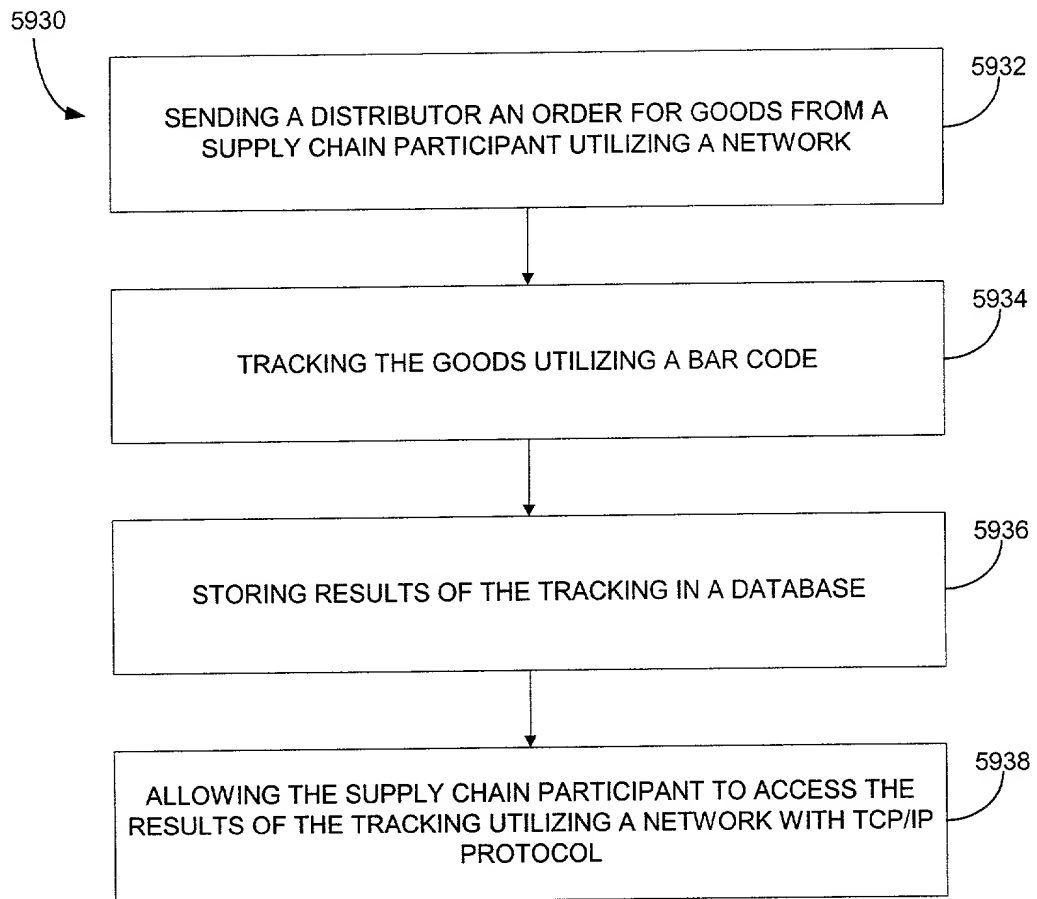 5930
5932
SENDING A DISTRIBUTOR AN ORDER FOR GOODS FROM A
SUPPLY CHAIN PARTICIPANT UTILIZING A NETWORK
5934
TRACKING THE GOODS UTILIZING A BAR CODE
5936
STORING RESULTS OF THE TRACKING IN A DATABASE
5938
ALLOWING THE SUPPLY CHAIN PARTICIPANT TO ACCESS THE
RESULTS OF THE TRACKING UTILIZING A NETWORK WITH TCP/IP
PROTOCOL